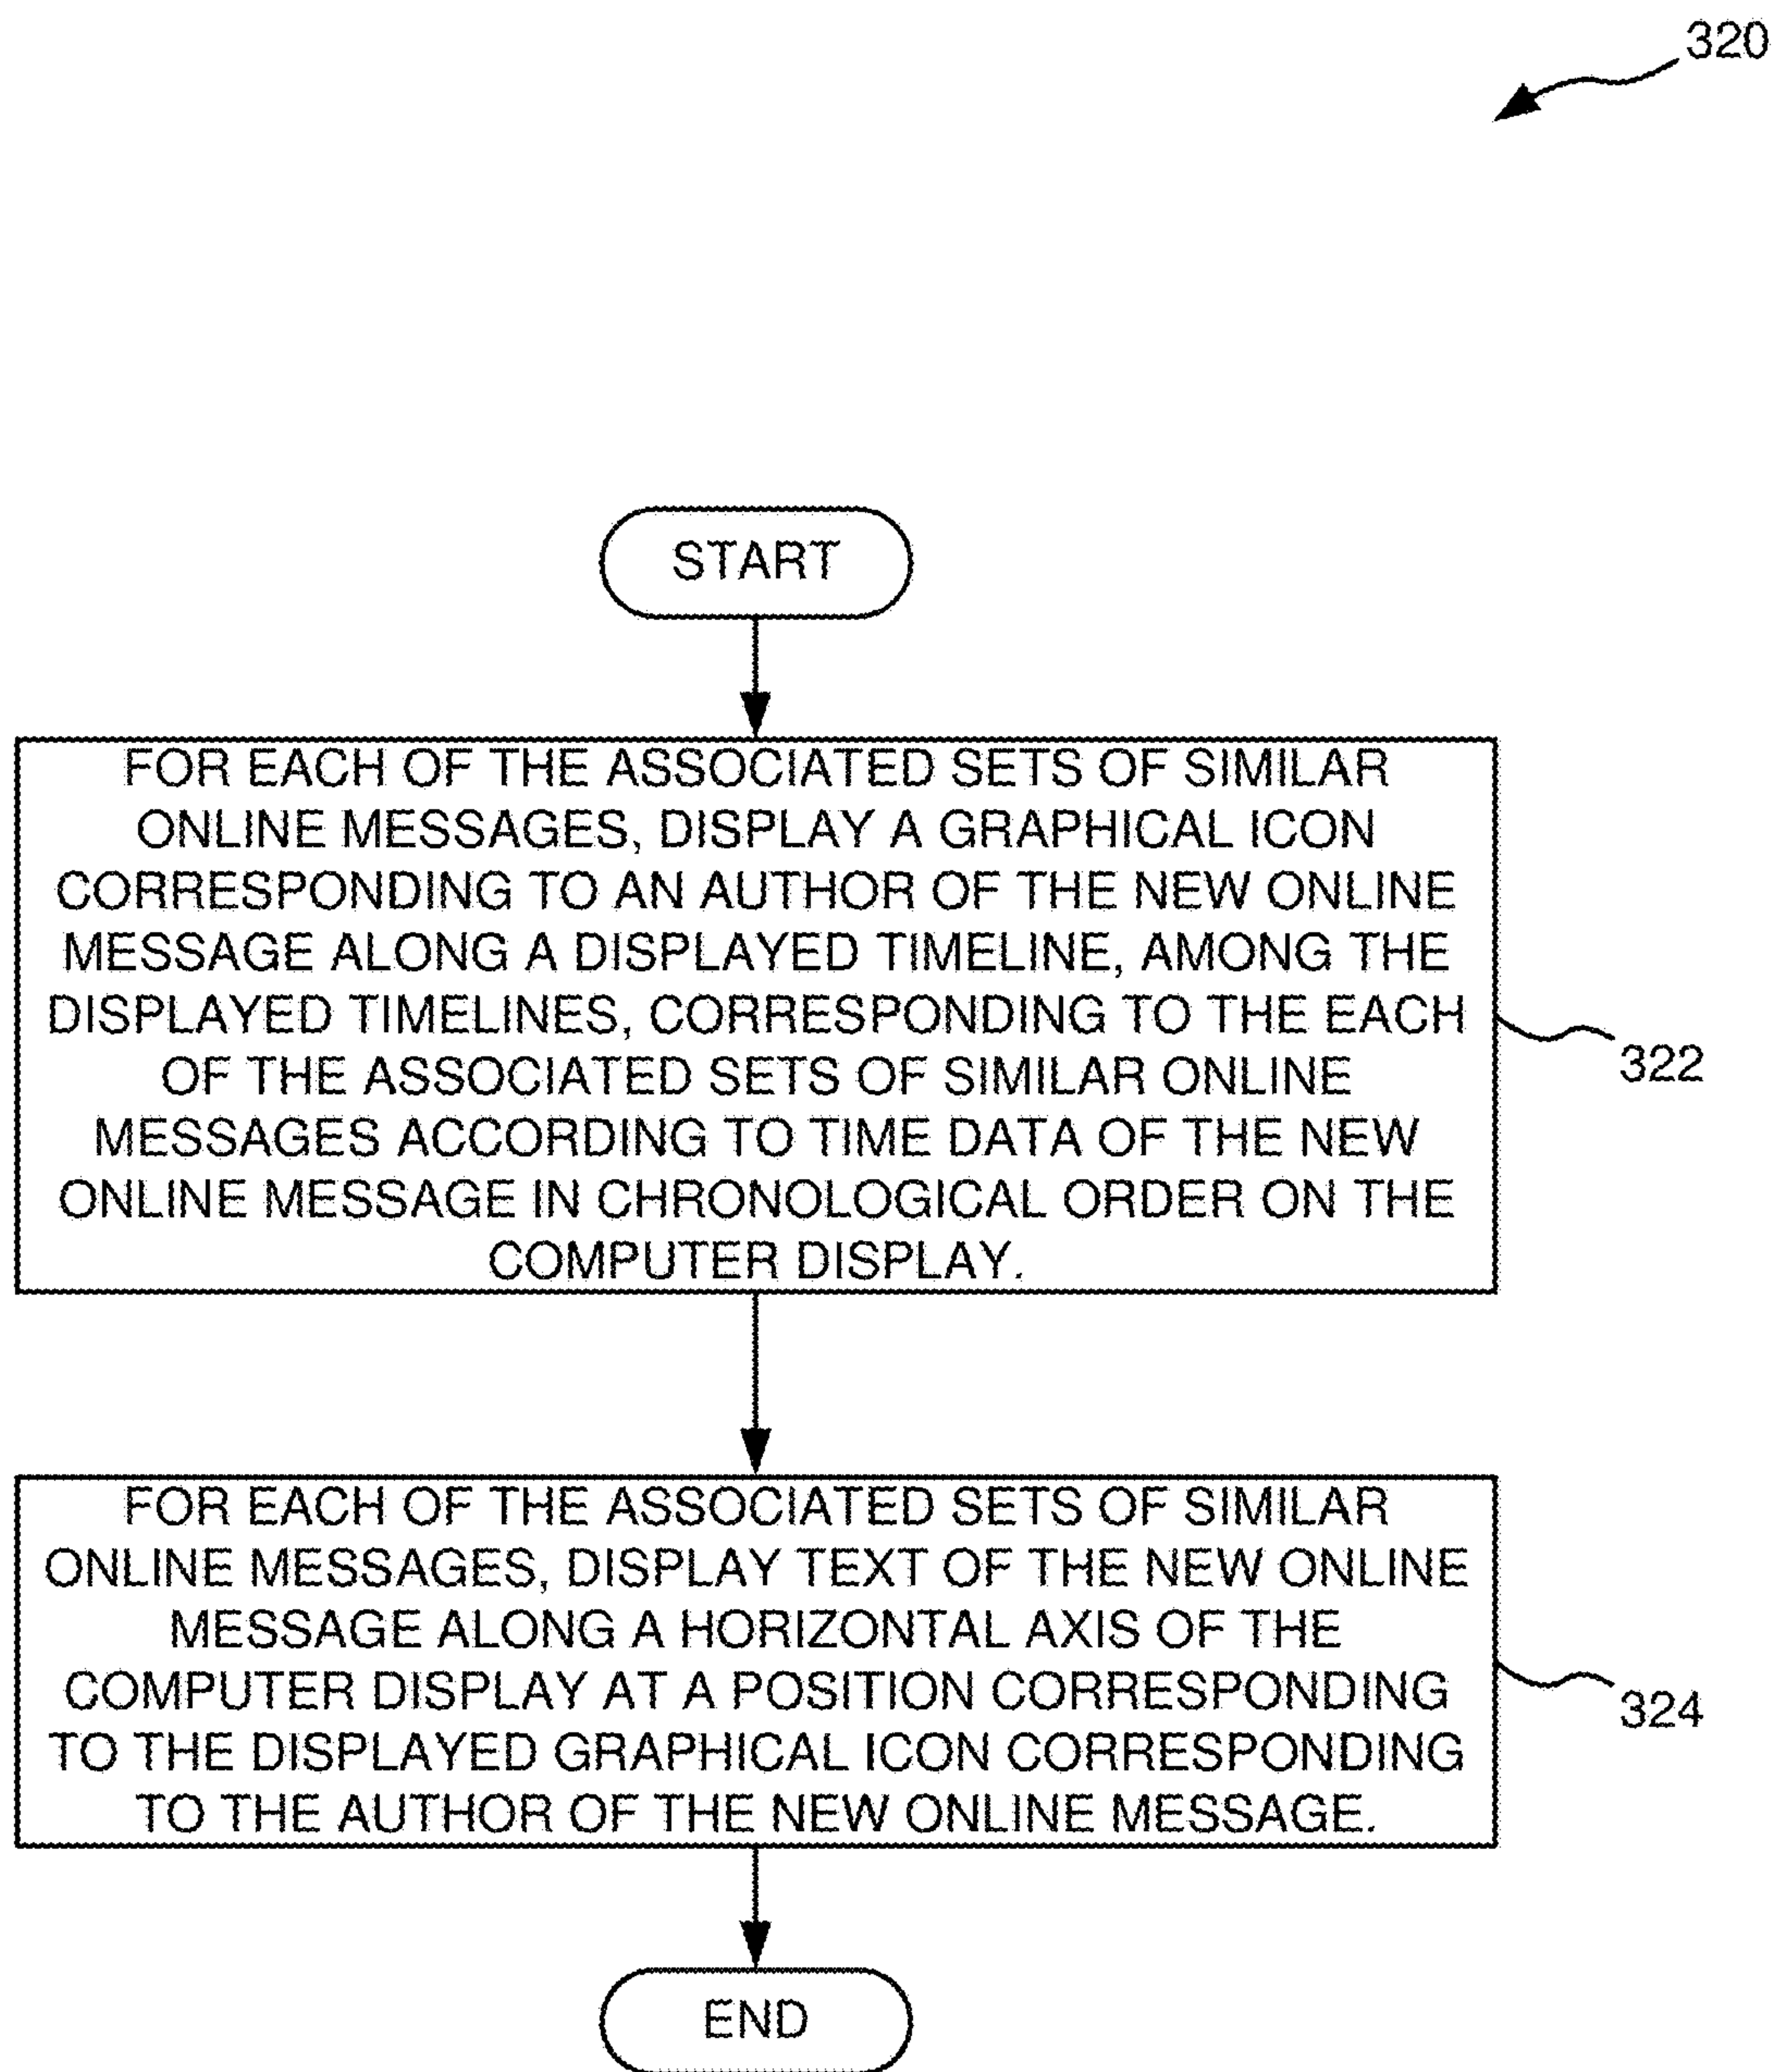 320
START
FOR EACH OF THE ASSOCIATED SETS OF SIMILAR
ONLINE MESSAGES, DISPLAY A GRAPHICAL ICON
CORRESPONDING TO AN AUTHOR OF THE NEW ONLINE
MESSAGE ALONG A DISPLAYED TIMELINE, AMONG THE
DISPLAYED TIMELINES, CORRESPONDING TO THE EACH
OF THE ASSOCIATED SETS OF SIMILAR ONLINE
MESSAGES ACCORDING TO TIME DATA OF THE NEW
ONLINE MESSAGE IN CHRONOLOGICAL ORDER ON THE
COMPUTER DISPLAY.
322
FOR EACH OF THE ASSOCIATED SETS OF SIMILAR
ONLINE MESSAGES, DISPLAY TEXT OF THE NEW ONLINE
MESSAGE ALONG A HORIZONTAL AXIS OF THE
COMPUTER DISPLAY AT A POSITION CORRESPONDING
TO THE DISPLAYED GRAPHICAL ICON CORRESPONDING
TO THE AUTHOR OF THE NEW ONLINE MESSAGE.
324
END